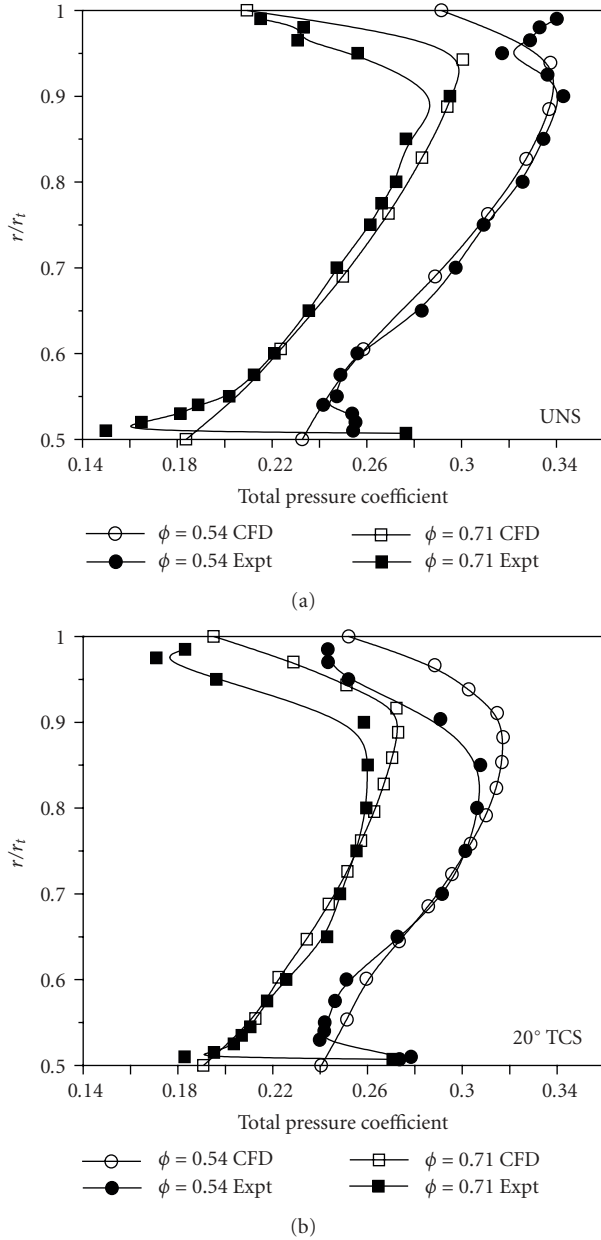 1
0.9
0.8
r/rₜ
0.7
0.6
0.5
UNS
0.14 0.18 0.22 0.26 0.3 0.34
Total pressure coefficient
ϕ = 0.54 CFD ϕ = 0.71 CFD
ϕ = 0.54 Expt ϕ = 0.71 Expt
(a)
1
0.9
0.8
r/rₜ
0.7
0.6
0.5
20° TCS
0.14 0.18 0.22 0.26 0.3 0.34
Total pressure coefficient
ϕ = 0.54 CFD ϕ = 0.71 CFD
ϕ = 0.54 Expt ϕ = 0.71 Expt
(b)